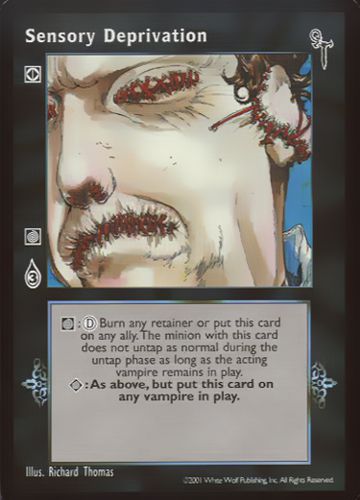 Sensory Deprivation
3
: D Burn any retainer or put this card
on any ally. The minion with this card
does not untap as normal during the
untap phase as long as the acting
vampire remains in play.
: As above, but put this card on
any vampire in play.
Illus. Richard Thomas
©2001 White Wolf Publishing, Inc. All Rights Reserved.